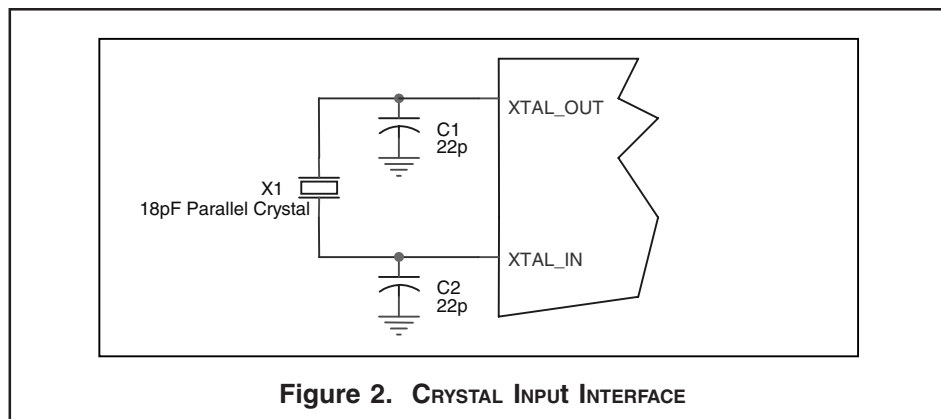 XTAL_OUT
C1
22p
X1
18pF Parallel Crystal
XTAL_IN
C2
22p
Figure 2. CRYSTAL INPUT INTERFACE